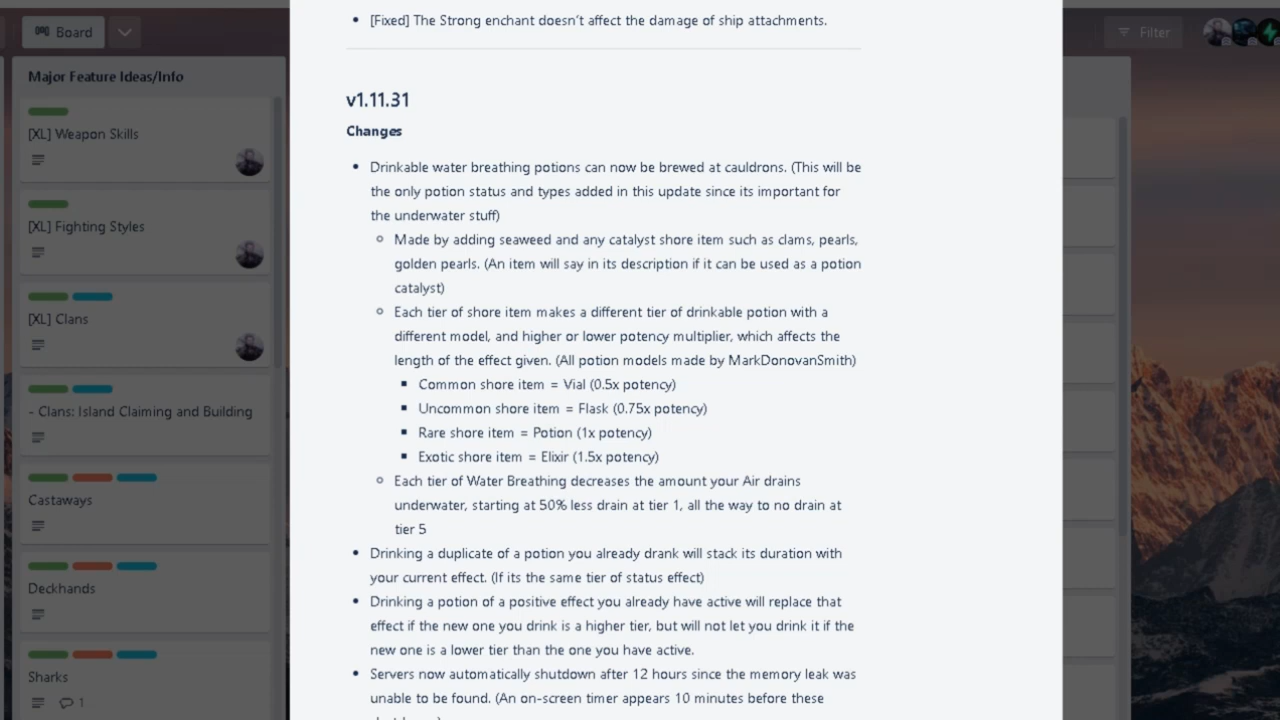 [Fixed] The Strong enchant doesn't affect the damage of ship attachments.
Board
Filter
Major Feature Ideas/Info
[XL] Weapon Skills
[XL] Fighting Styles
[XL] Clans
- Clans: Island Claiming and Building
Castaways
Deckhands
Sharks
1
v1.11.31
Changes
Drinkable water breathing potions can now be brewed at cauldrons. (This will be
the only potion status and types added in this update since its important for
the underwater stuff)
Made by adding seaweed and any catalyst shore item such as clams, pearls,
golden pearls. (An item will say in its description if it can be used as a potion
catalyst)
Each tier of shore item makes a different tier of drinkable potion with a
different model, and higher or lower potency multiplier, which affects the
length of the effect given. (All potion models made by MarkDonovanSmith)
Common shore item = Vial (0.5x potency)
Uncommon shore item = Flask (0.75x potency)
Rare shore item = Potion (1x potency)
Exotic shore item = Elixir (1.5x potency)
Each tier of Water Breathing decreases the amount your Air drains
underwater, starting at 50% less drain at tier 1, all the way to no drain at
tier 5
Drinking a duplicate of a potion you already drank will stack its duration with
your current effect. (If its the same tier of status effect)
Drinking a potion of a positive effect you already have active will replace that
effect if the new one you drink is a higher tier, but will not let you drink it if the
new one is a lower tier than the one you have active.
Servers now automatically shutdown after 12 hours since the memory leak was
unable to be found. (An on-screen timer appears 10 minutes before these